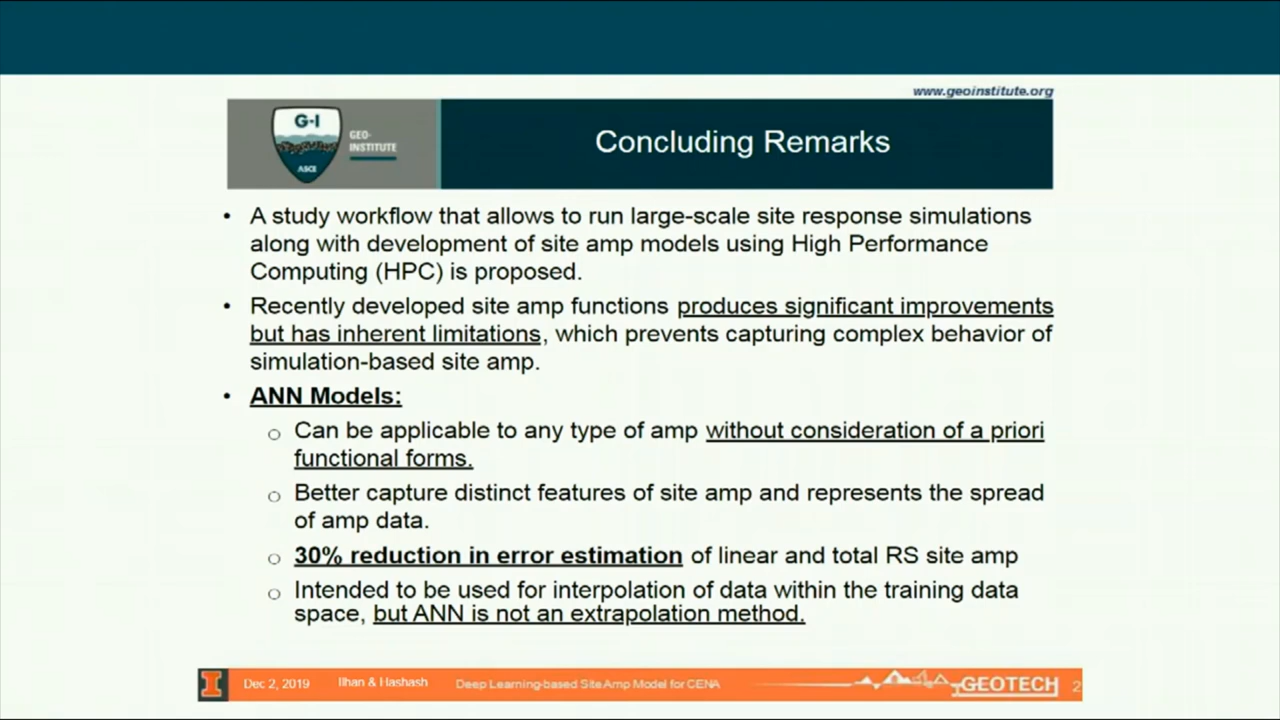 www.geoinstitute.org
G-I
GEO-
INSTITUTE
ASCE
Concluding Remarks
• A study workflow that allows to run large-scale site response simulations
along with development of site amp models using High Performance
Computing (HPC) is proposed.
• Recently developed site amp functions produces significant improvements
but has inherent limitations, which prevents capturing complex behavior of
simulation-based site amp.
• ANN Models:
o Can be applicable to any type of amp without consideration of a priori
functional forms.
o Better capture distinct features of site amp and represents the spread
of amp data.
o 30% reduction in error estimation of linear and total RS site amp
o Intended to be used for interpolation of data within the training data
space, but ANN is not an extrapolation method.
I Dec 2, 2019 Ilhan & Hashash Deep Learning-based Site Amp Model for CENA GEOTECH 2